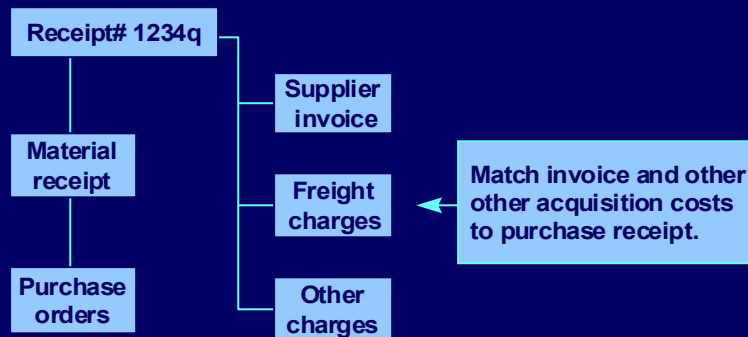 Receipt# 1234q
Supplier
invoice
Material
receipt
Freight
charges
Match invoice and other
other acquisition costs
to purchase receipt.
Purchase
orders
Other
charges